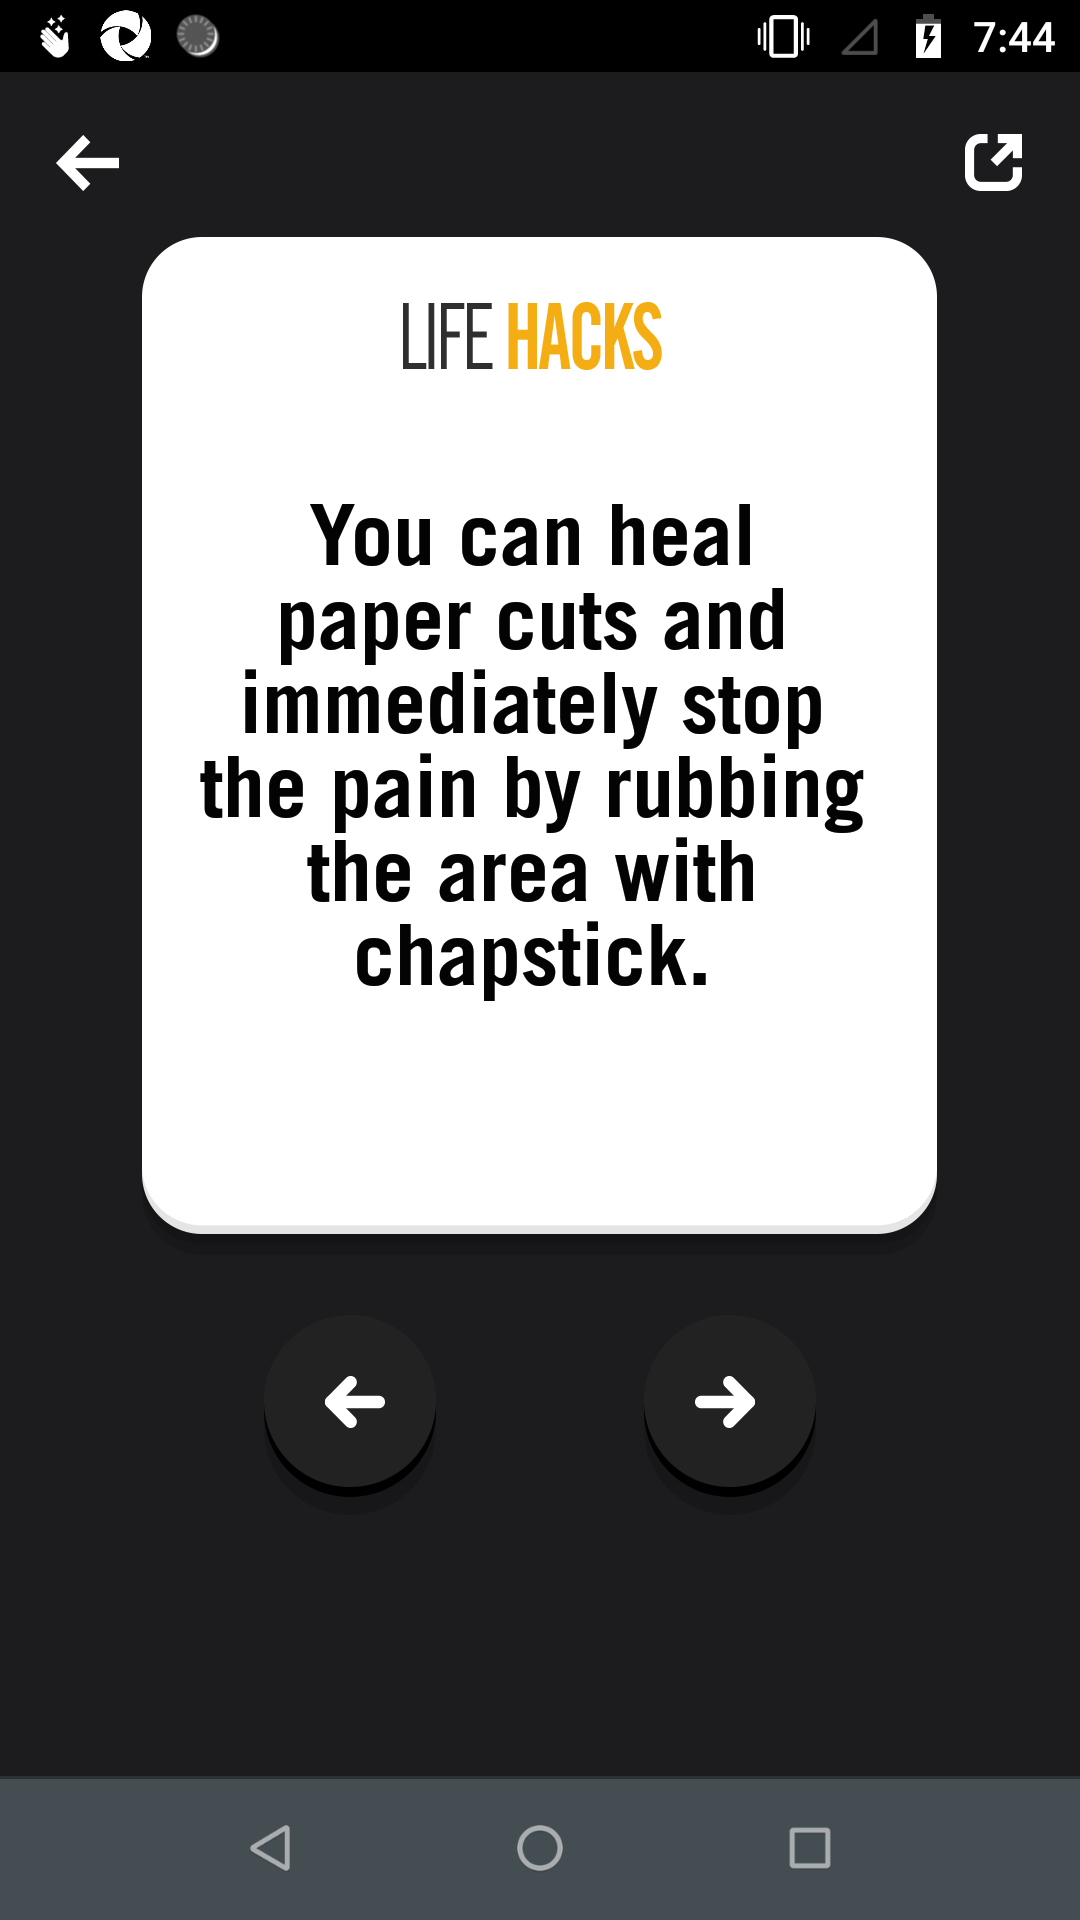 7:44
LIFE HACKS
You can heal
paper cuts and
immediately stop
the pain by rubbing
the area with
chapstick.